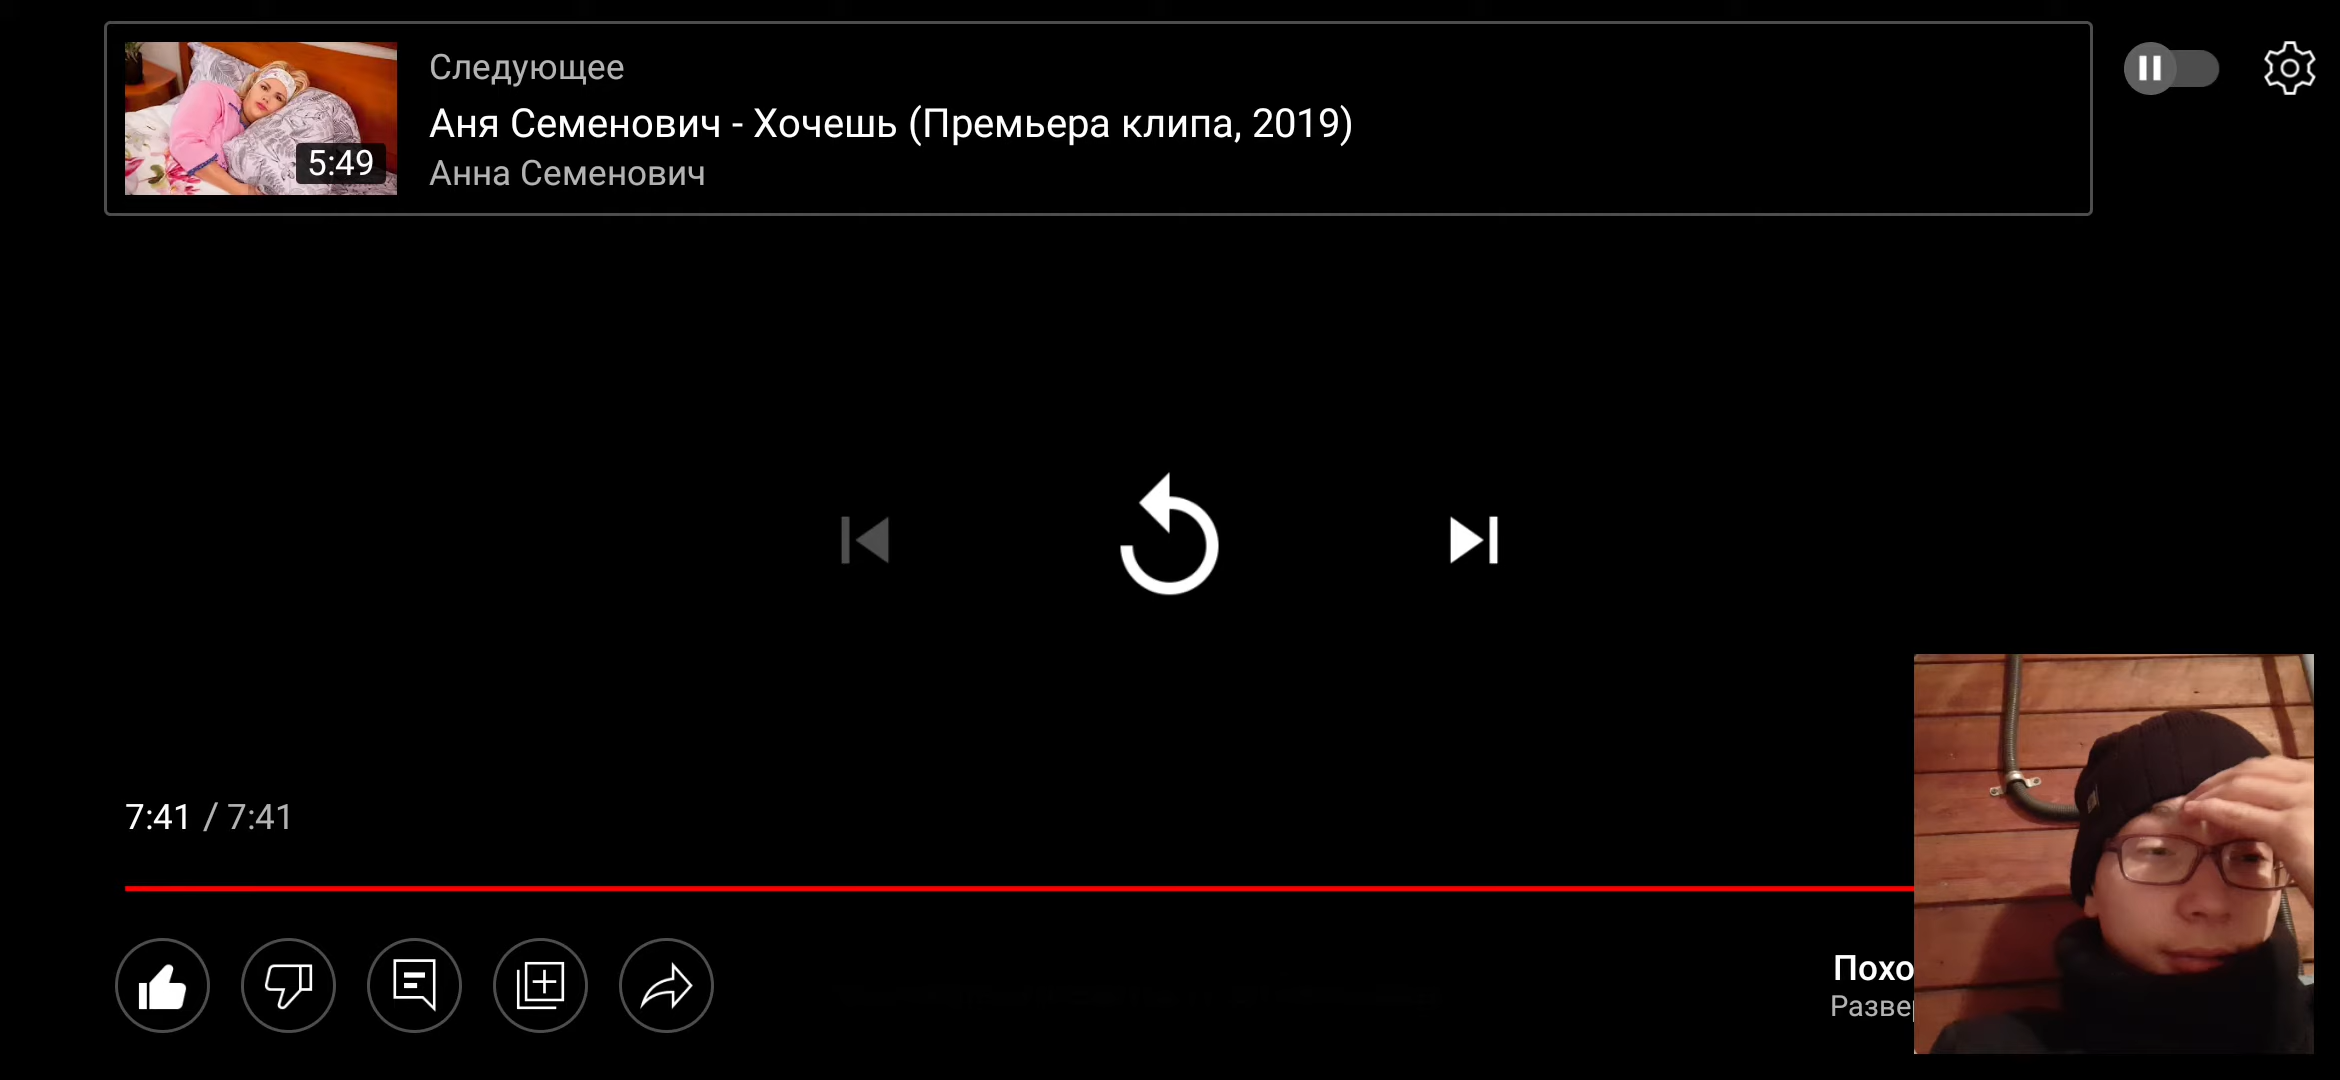 Следующее
Аня Семенович - Хочешь (Премьера клипа, 2019)
Анна Семенович
5:49
7:41 / 7:41